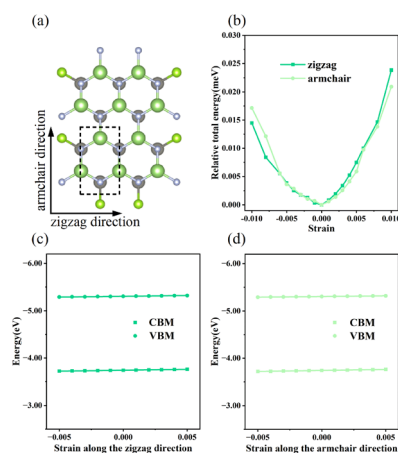 (a)
armchair direction
zigzag direction
(b)
Relative total energy(meV)
0.030
0.025
0.020
0.015
0.010
0.005
0.000
zigzag
armchair
-0.010 -0.005 0.000 0.005 0.010
Strain
(c)
Energy(eV)
-6.00
-5.00
-4.00
-3.00
CBM
VBM
-0.005 0.000 0.005
Strain along the zigzag direction
(d)
Energy(eV)
-6.00
-5.00
-4.00
-3.00
CBM
VBM
-0.005 0.000 0.005
Strain along the armchair direction